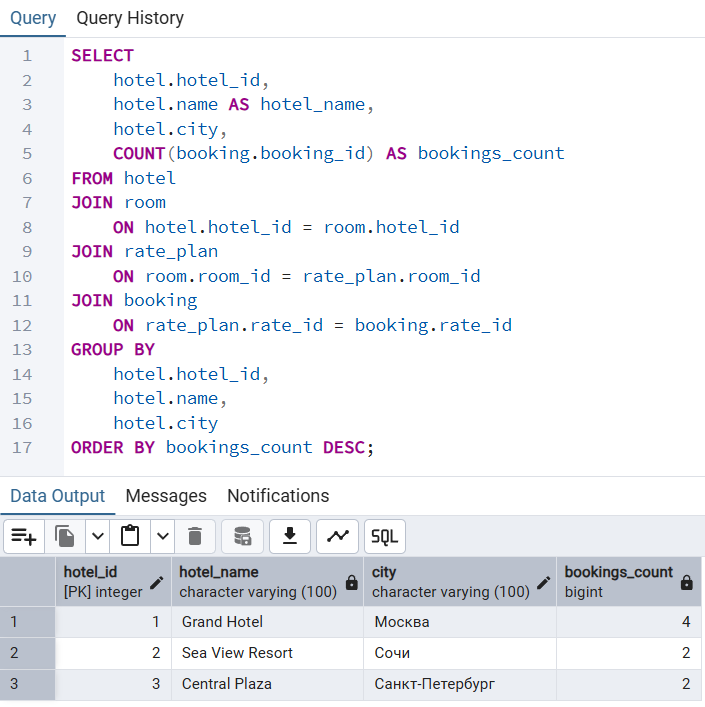 Query Query History
1 SELECT
2 hotel.hotel_id,
3 hotel.name AS hotel_name,
4 hotel.city,
5 COUNT(booking.booking_id) AS bookings_count
6 FROM hotel
7 JOIN room
8 ON hotel.hotel_id = room.hotel_id
9 JOIN rate_plan
10 ON room.room_id = rate_plan.room_id
11 JOIN booking
12 ON rate_plan.rate_id = booking.rate_id
13 GROUP BY
14 hotel.hotel_id,
15 hotel.name,
16 hotel.city
17 ORDER BY bookings_count DESC;
Data Output Messages Notifications
SQL
hotel_id hotel_name city bookings_count
[PK] integer character varying (100) character varying (100) bigint
1 1 Grand Hotel Москва 4
2 2 Sea View Resort Сочи 2
3 3 Central Plaza Санкт-Петербург 2